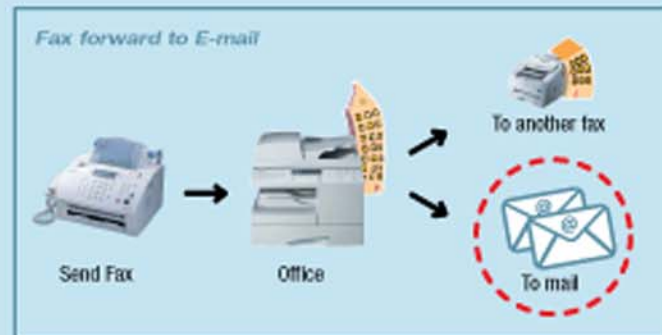 Fax forward to E-mail
To another fax
Send Fax
Office
To mail
@
@